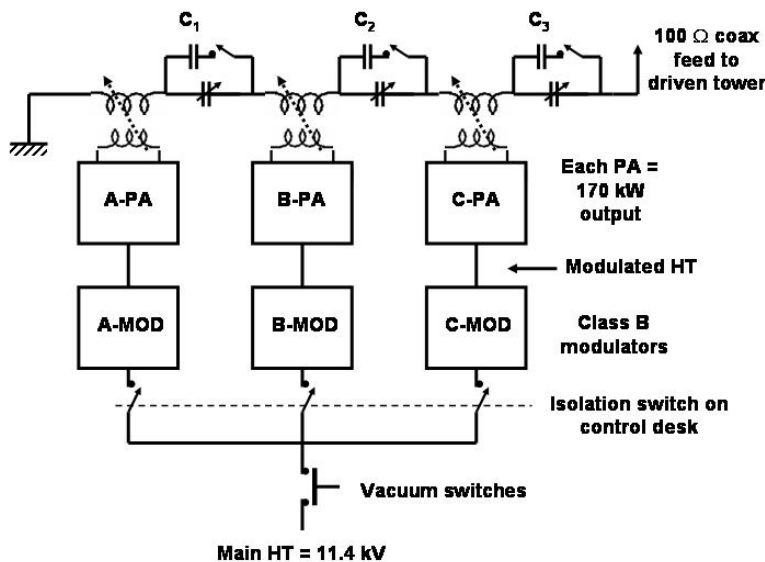 C₁
C₂
C₃
100 Ω coax
feed to
driven tower
A-PA
B-PA
C-PA
Each PA =
170 kW
output
Modulated HT
A-MOD
B-MOD
C-MOD
Class B
modulators
Isolation switch on
control desk
Vacuum switches
Main HT = 11.4 kV